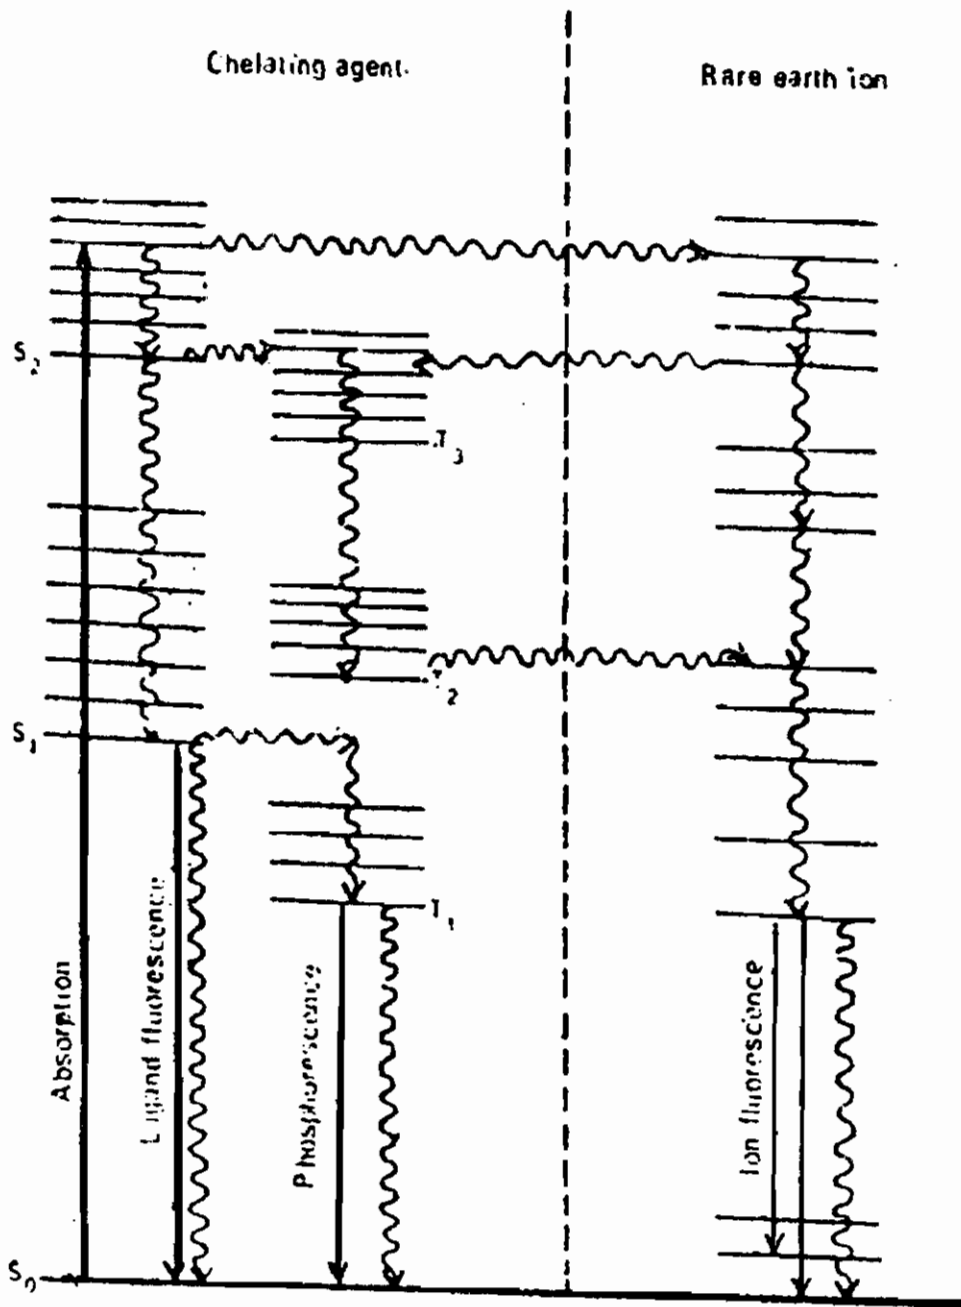 Chelating agent
Rare earth ion
S2
T3
T2
S1
T1
Absorption
Ligand fluorescence
Phosphorescence
Ion fluorescence
S0